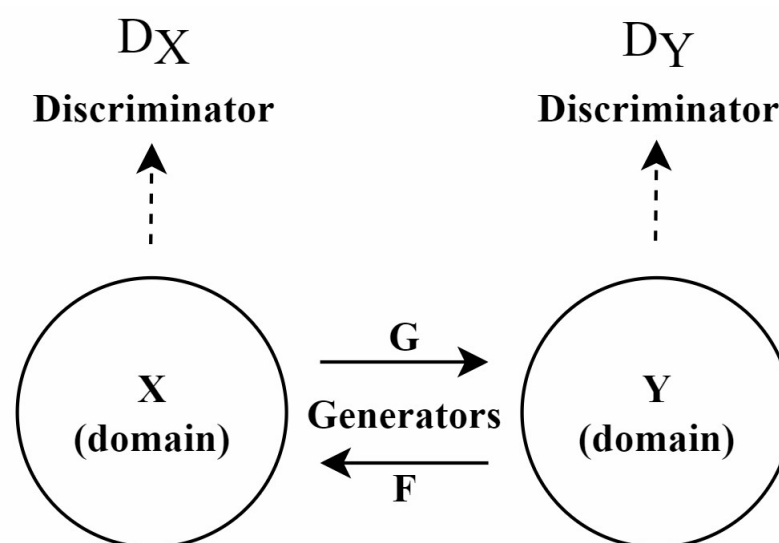 DX
Discriminator
DY
Discriminator
X
(domain)
G
Generators
F
Y
(domain)